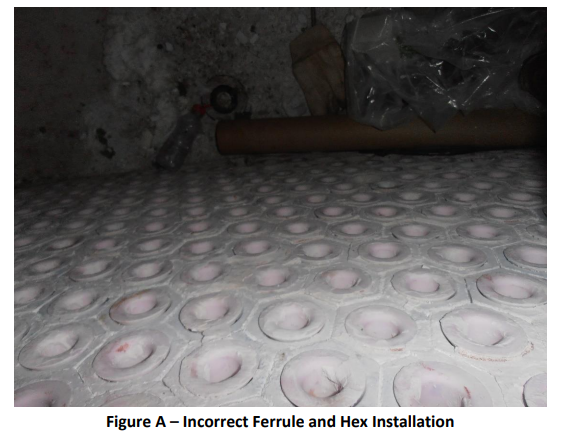 Figure A – Incorrect Ferrule and Hex Installation